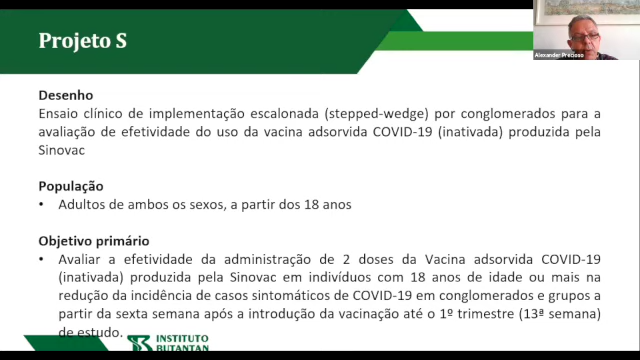 Projeto S
Alexander Precioso
Desenho
Ensaio clínico de implementação escalonada (stepped-wedge) por conglomerados para a
avaliação de efetividade do uso da vacina adsorvida COVID-19 (inativada) produzida pela
Sinovac
População
• Adultos de ambos os sexos, a partir dos 18 anos
Objetivo primário
• Avaliar a efetividade da administração de 2 doses da Vacina adsorvida COVID-19
(inativada) produzida pela Sinovac em indivíduos com 18 anos de idade ou mais na
redução da incidência de casos sintomáticos de COVID-19 em conglomerados e grupos a
partir da sexta semana após a introdução da vacinação até o 1º trimestre (13ª semana)
de estudo.
INSTITUTO
BUTANTAN